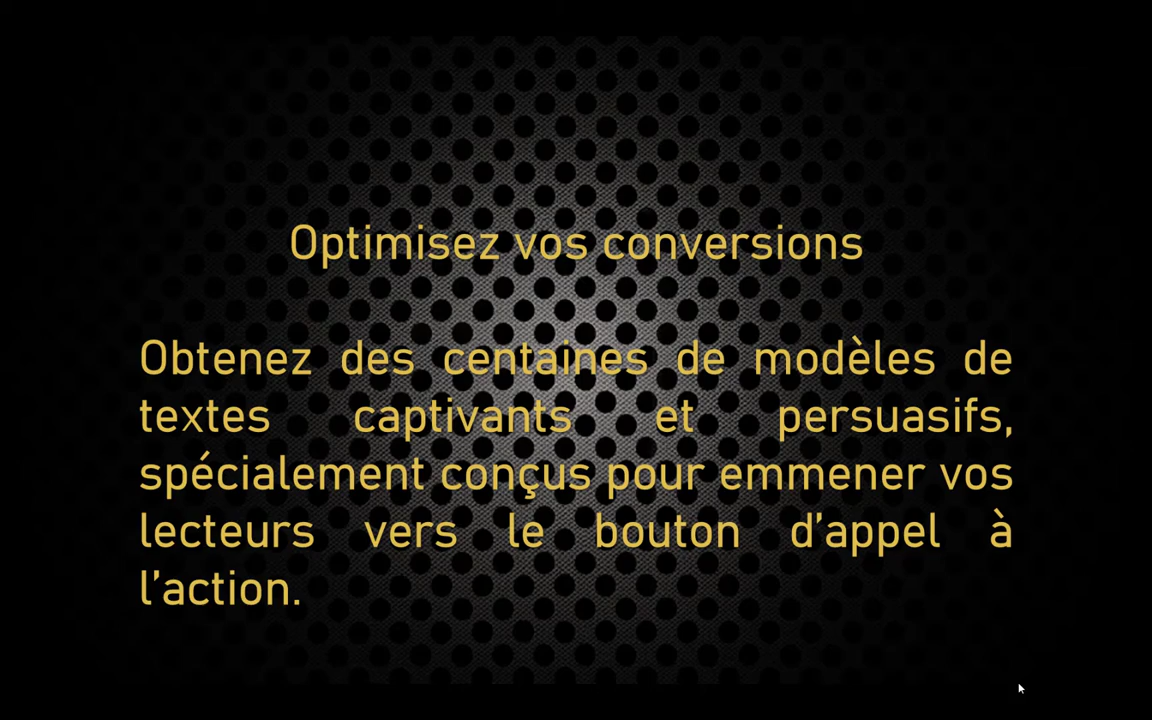 Optimisez vos conversions
Obtenez des centaines de modèles de
textes captivants et persuasifs,
spécialement conçus pour emmener vos
lecteurs vers le bouton d’appel à
l’action.